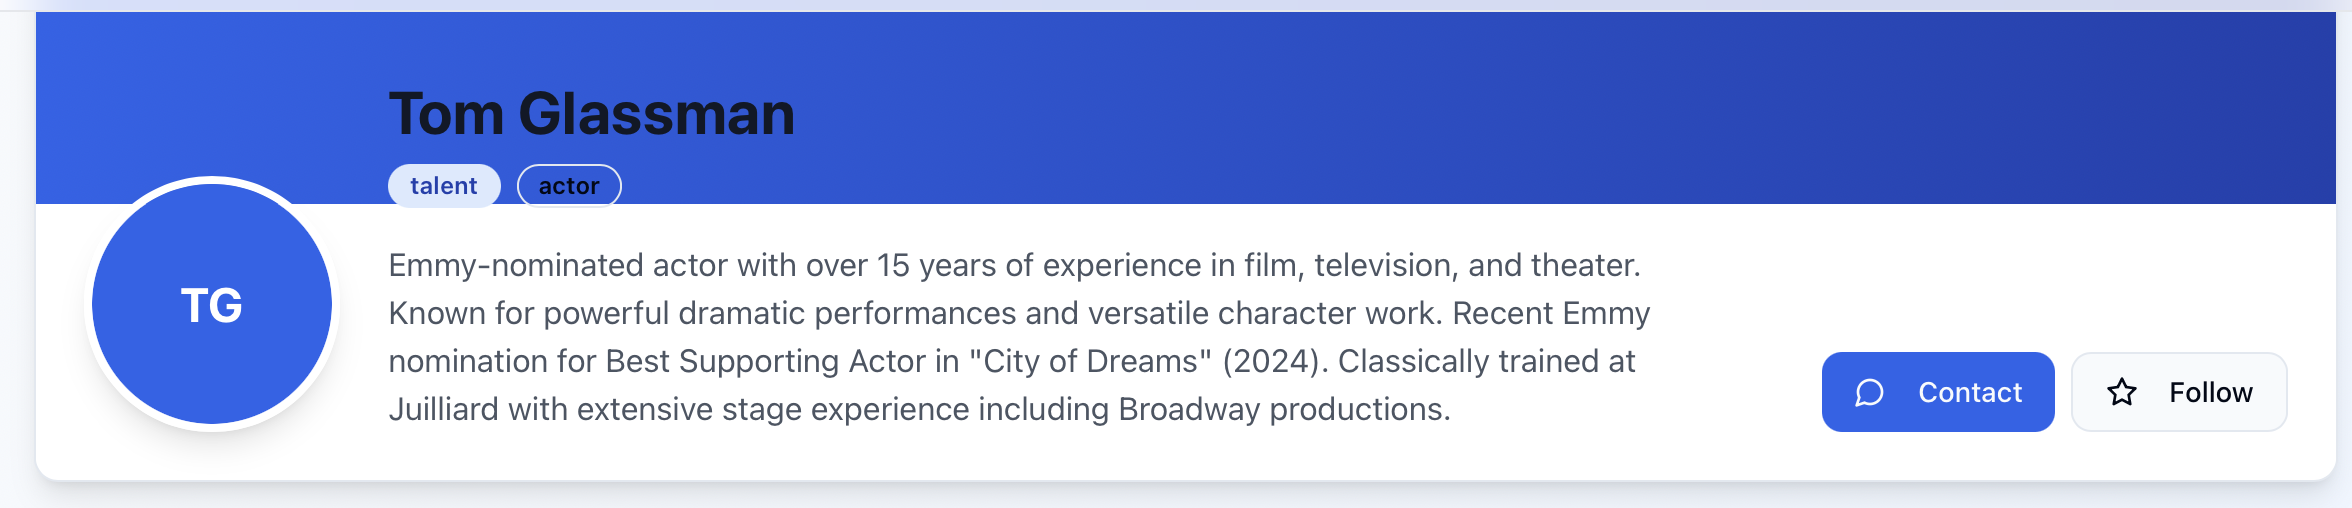 Tom Glassman
talent
actor
TG
Emmy-nominated actor with over 15 years of experience in film, television, and theater.
Known for powerful dramatic performances and versatile character work. Recent Emmy
nomination for Best Supporting Actor in "City of Dreams" (2024). Classically trained at
Juilliard with extensive stage experience including Broadway productions.
Contact
Follow